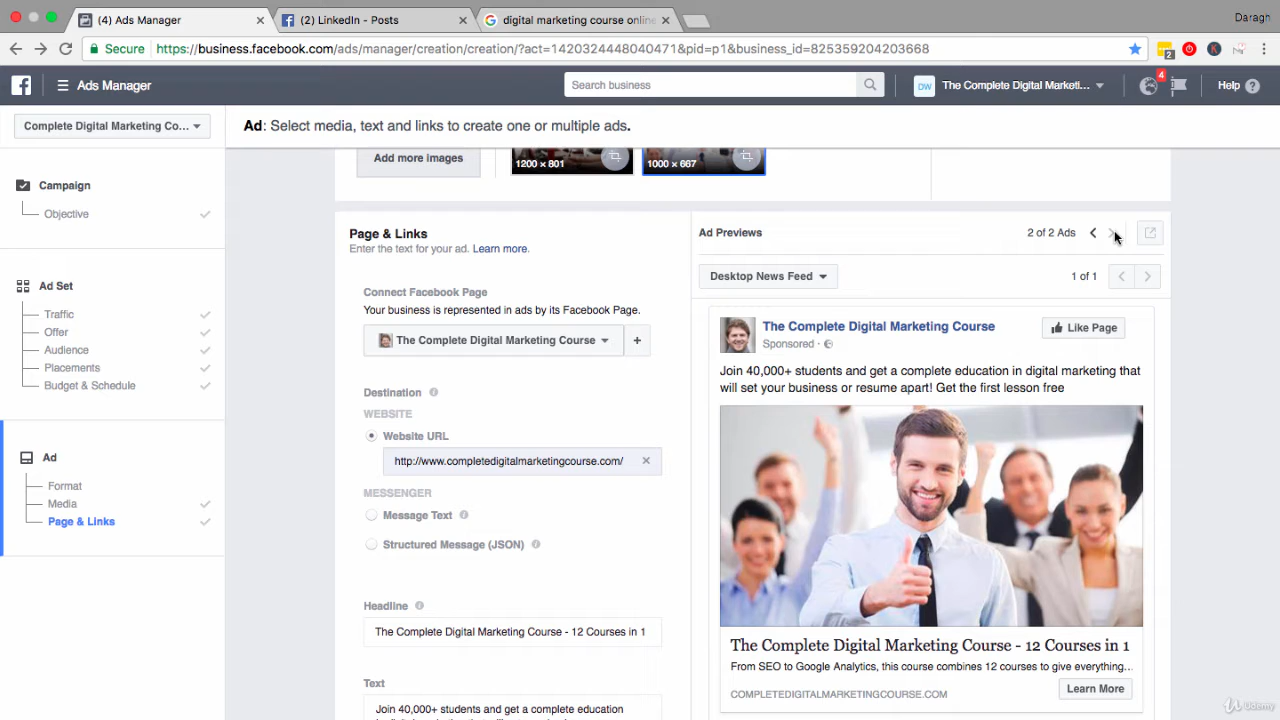 (4) Ads Manager
(2) LinkedIn - Posts
digital marketing course online
Daragh
Secure
https://business.facebook.com/ads/manager/creation/creation/?act=1420324448040471&pid=p1&business_id=825359204203668
2
Ads Manager
Search business
DW
The Complete Digital Marketi...
4
Help
Complete Digital Marketing Co...
Ad: Select media, text and links to create one or multiple ads.
Campaign
Objective
Ad Set
Traffic
Offer
Audience
Placements
Budget & Schedule
Ad
Format
Media
Page & Links
Add more images
1200 × 801
1000 × 667
Page & Links
Enter the text for your ad. Learn more.
Connect Facebook Page
Your business is represented in ads by its Facebook Page.
The Complete Digital Marketing Course
+
Destination
WEBSITE
Website URL
http://www.completedigitalmarketingcourse.com/
MESSENGER
Message Text
Structured Message (JSON)
Headline
The Complete Digital Marketing Course - 12 Courses in 1
Text
Join 40,000+ students and get a complete education
Ad Previews
2 of 2 Ads
Desktop News Feed
1 of 1
The Complete Digital Marketing Course
Sponsored ·
Like Page
Join 40,000+ students and get a complete education in digital marketing that
will set your business or resume apart! Get the first lesson free
The Complete Digital Marketing Course - 12 Courses in 1
From SEO to Google Analytics, this course combines 12 courses to give everything...
COMPLETEDIGITALMARKETINGCOURSE.COM
Learn More
Udemy